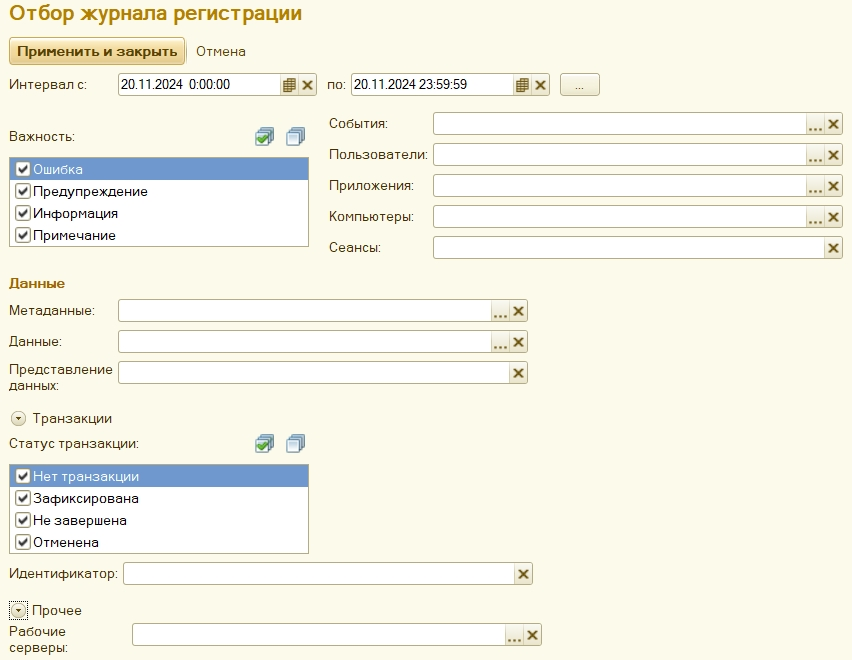 Отбор журнала регистрации
Применить и закрыть Отмена
Интервал с: 20.11.2024 0:00:00 по: 20.11.2024 23:59:59 ...
Важность:
Ошибка
Предупреждение
Информация
Примечание
События: ...
Пользователи: ...
Приложения: ...
Компьютеры: ...
Сеансы:
Данные
Метаданные: ...
Данные: ...
Представление
данных:
Транзакции
Статус транзакции:
Нет транзакции
Зафиксирована
Не завершена
Отменена
Идентификатор:
Прочее
Рабочие
серверы: ...